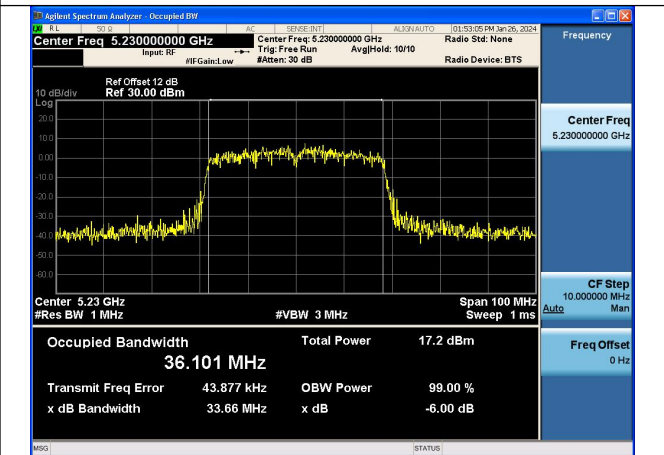 Agilent Spectrum Analyzer - Occupied BW
RL 50 Ω AC SENSE:INT ALIGNAUTO 01:53:05 PM Jan 26, 2024
Center Freq 5.230000000 GHz
Input: RF
#IFGain:Low
Center Freq: 5.230000000 GHz
Trig: Free Run Avg|Hold: 10/10
#Atten: 30 dB
Radio Std: None
Radio Device: BTS
Frequency
Ref Offset 12 dB
10 dB/div Ref 30.00 dBm
Log
20.0
10.0
0.00
-10.0
-20.0
-30.0
-40.0
-50.0
-60.0
Center 5.23 GHz Span 100 MHz
#Res BW 1 MHz #VBW 3 MHz Sweep 1 ms
Center Freq
5.230000000 GHz
CF Step
10.000000 MHz
Auto Man
Freq Offset
0 Hz
Occupied Bandwidth Total Power 17.2 dBm
36.101 MHz
Transmit Freq Error 43.877 kHz OBW Power 99.00 %
x dB Bandwidth 33.66 MHz x dB -6.00 dB
MSG STATUS